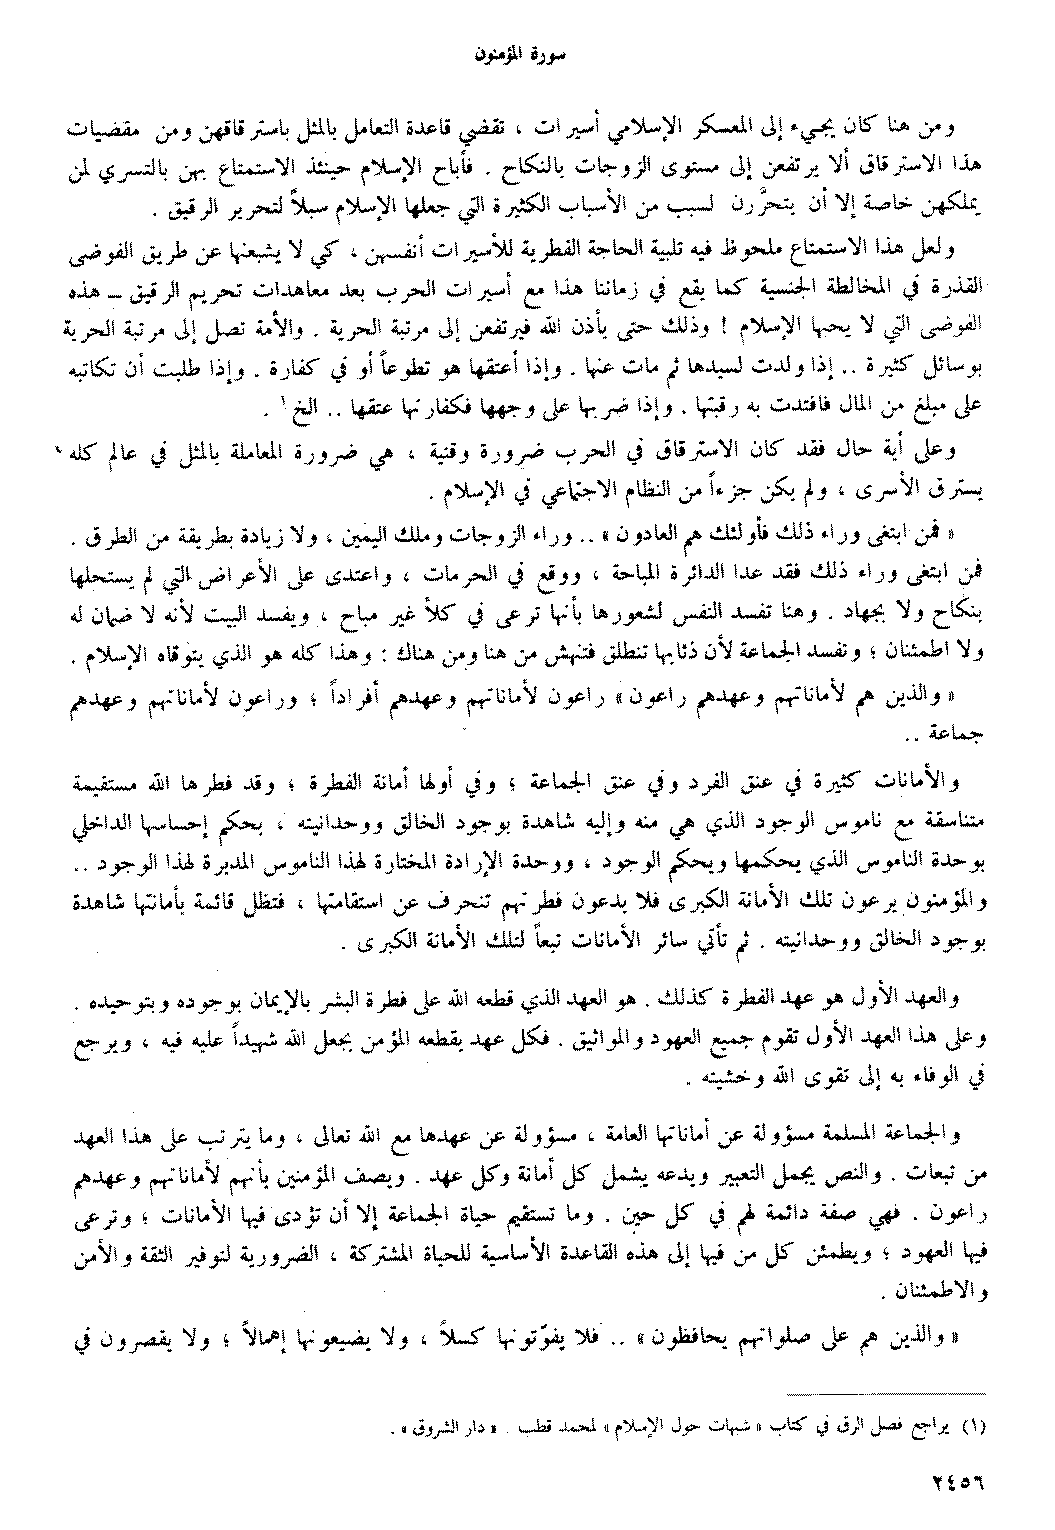 سورة المؤمنون
ومن هنا كان يجيء إلى المعسكر الإسلامي أسيرات ، تقضي قاعدة التعامل بالمثل باسترقاقهن ومن مقضيات
هذا الاسترقاق ألا يرتفعن إلى مستوى الزوجات بالنكاح . فأباح الإسلام حينئذ الاستمتاع بهن بالتسري لمن
يملكهن خاصة إلا أن يتحرَّرن لسبب من الأسباب الكثيرة التي جعلها الإسلام سبلاً لتحرير الرقيق .
ولعل هذا الاستمتاع ملحوظ فيه تلبية الحاجة الفطرية للأسيرات أنفسهن ، كي لا يشبعنها عن طريق الفوضى
القذرة في المخالطة الجنسية كما يقع في زماننا هذا مع أسيرات الحرب بعد معاهدات تحريم الرقيق – هذه
الفوضى التي لا يحبها الإسلام ! وذلك حتى يأذن الله فيرتفعن إلى مرتبة الحرية . والأمة تصل إلى مرتبة الحرية
بوسائل كثيرة .. إذا ولدت لسيدها ثم مات عنها . وإذا أعتقها هو تطوعاً أو في كفارة . وإذا طلبت أن تكاتبه
على مبلغ من المال فافتدت به رقبتها . وإذا ضربها على وجهها فكفارتها عتقها .. الخ ١ .
وعلى أية حال فقد كان الاسترقاق في الحرب ضرورة وقتية ، هي ضرورة المعاملة بالمثل في عالم كله
يسترق الأسرى ، ولم يكن جزءاً من النظام الاجتماعي في الإسلام .
« فمن ابتغى وراء ذلك فأولئك هم العادون » .. وراء الزوجات وملك اليمين ، ولا زيادة بطريقة من الطرق .
فمن ابتغى وراء ذلك فقد عدا الدائرة المباحة ، ووقع في الحرمات ، واعتدى على الأعراض التي لم يستحلها
بنكاح ولا بجهاد . وهنا تفسد النفس لشعورها بأنها ترعى في كلأ غير مباح ، ويفسد البيت لأنه لا ضمان له
ولا اطمئنان ؛ وتفسد الجماعة لأن ذئابها تنطلق فتنهش من هنا ومن هناك : وهذا كله هو الذي يتوقاه الإسلام .
« والذين هم لأماناتهم وعهدهم راعون » راعون لأماناتهم وعهدهم أفراداً ؛ وراعون لأماناتهم وعهدهم
جماعة ..
والأمانات كثيرة في عنق الفرد وفي عنق الجماعة ؛ وفي أولها أمانة الفطرة ؛ وقد فطرها الله مستقيمة
متناسقة مع ناموس الوجود الذي هي منه وإليه شاهدة بوجود الخالق ووحدانيته ، بحكم إحساسها الداخلي
بوحدة الناموس الذي يحكمها ويحكم الوجود ، ووحدة الإرادة المختارة لهذا الناموس المديرة لهذا الوجود ..
والمؤمنون يرعون تلك الأمانة الكبرى فلا يدعون فطرتهم تنحرف عن استقامتها ، فتظل قائمة بأمانتها شاهدة
بوجود الخالق ووحدانيته . ثم تأتي سائر الأمانات تبعاً لتلك الأمانة الكبرى .
والعهد الأول هو عهد الفطرة كذلك . هو العهد الذي قطعه الله على فطرة البشر بالإيمان بوجوده وبتوحيده .
وعلى هذا العهد الأول تقوم جميع العهود والمواثيق . فكل عهد يقطعه المؤمن يجعل الله شهيداً عليه فيه ، ويرجع
في الوفاء به إلى تقوى الله وخشيته .
والجماعة المسلمة مسؤولة عن أماناتها العامة ، مسؤولة عن عهدها مع الله تعالى ، وما يترتب على هذا العهد
من تبعات . والنص يجمل التعبير ويدعه يشمل كل أمانة وكل عهد . ويصف المؤمنين بأنهم لأماناتهم وعهدهم
راعون . فهي صفة دائمة لهم في كل حين . وما تستقيم حياة الجماعة إلا أن تؤدى فيها الأمانات ؛ وترعى
فيها العهود ؛ ويطمئن كل من فيها إلى هذه القاعدة الأساسية للحياة المشتركة ، الضرورية لتوفير الثقة والأمن
والاطمئنان .
« والذين هم على صلواتهم يحافظون » .. فلا يفوّتونها كسلاً ، ولا يضيعونها إهمالاً ؛ ولا يقصرون في
(١) يراجع فصل الرق في كتاب « شبهات حول الإسلام » لمحمد قطب . « دار الشروق » .
٢٤٥٦